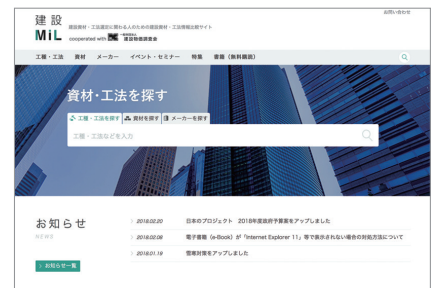 お問い合わせ
建設
MiL
建設資材・工法選定に関わる人のための建設資材・工法情報比較サイト
cooperated with 一般財団法人 建設物価調査会
工種・工法 資材 メーカー イベント・セミナー 特集 書籍（無料購読）
資材・工法を探す
工種・工法を探す 資材を探す メーカーを探す
工種・工法などを入力
お知らせ
NEWS
> お知らせ一覧
> 2018.02.20 日本のプロジェクト 2018年度政府予算案をアップしました
> 2018.02.08 電子書籍（e-Book）が「Internet Explorer 11」等で表示されない場合の対処方法について
> 2018.01.19 雪寒対策をアップしました